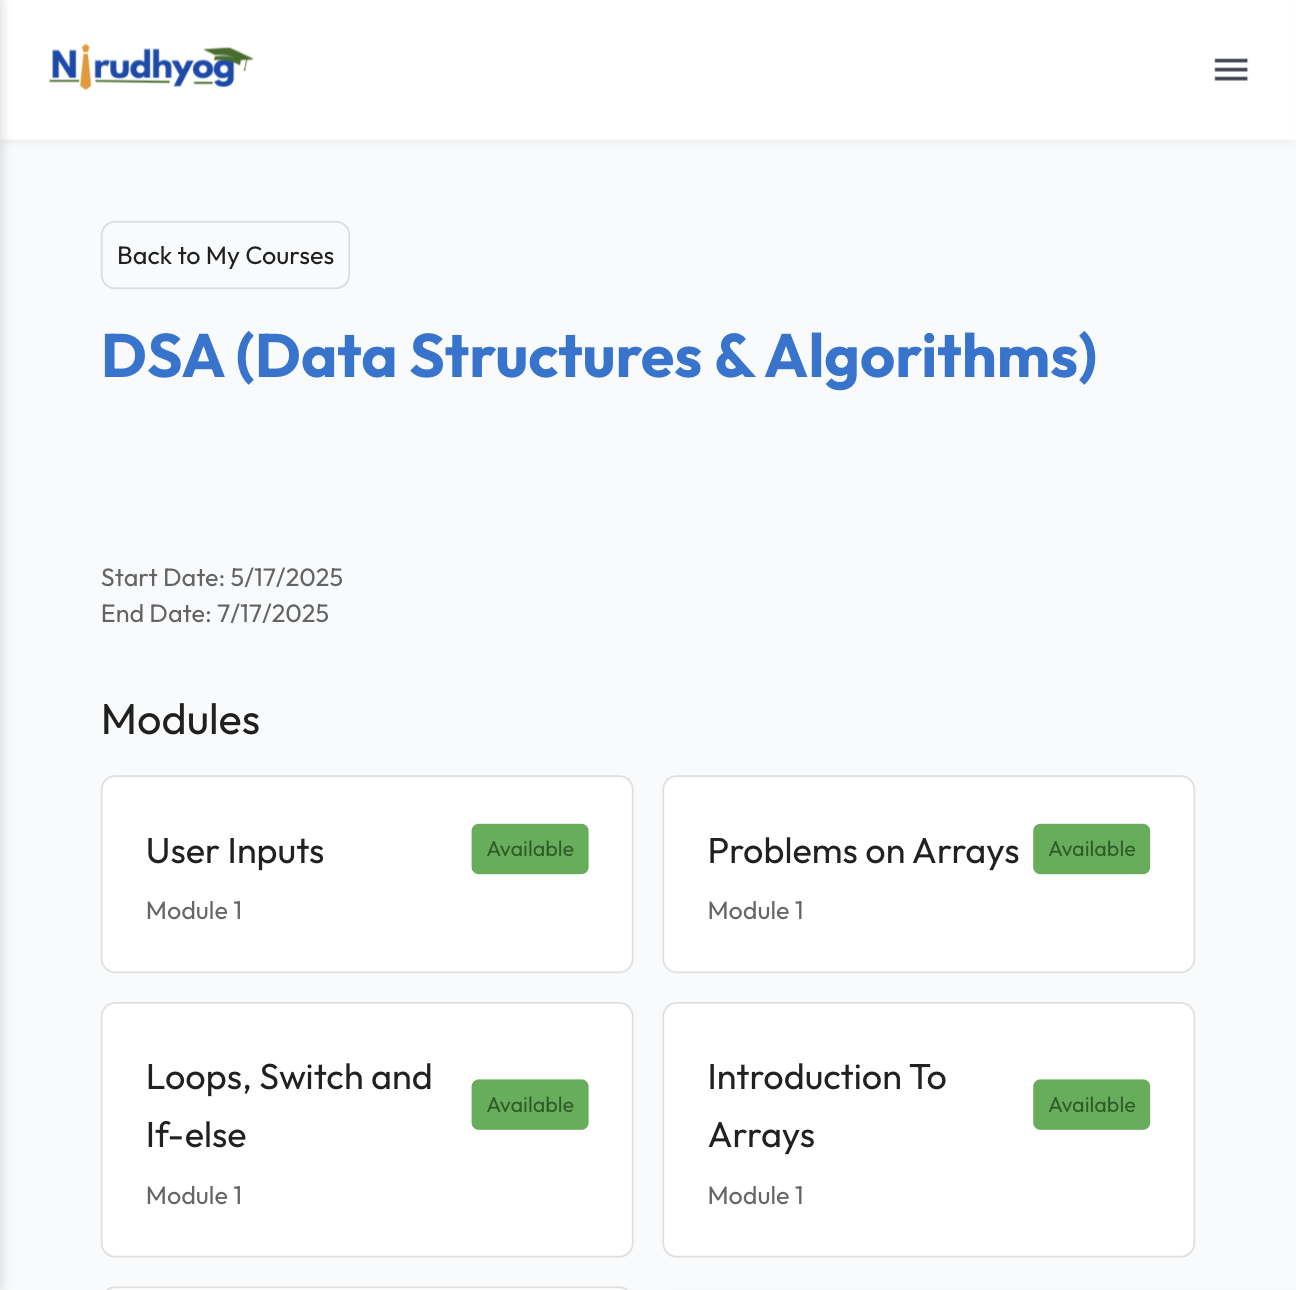 Nirudhyog
Back to My Courses
DSA (Data Structures & Algorithms)
Start Date: 5/17/2025
End Date: 7/17/2025
Modules
User Inputs
Available
Module 1
Problems on Arrays
Available
Module 1
Loops, Switch and
If-else
Available
Module 1
Introduction To
Arrays
Available
Module 1